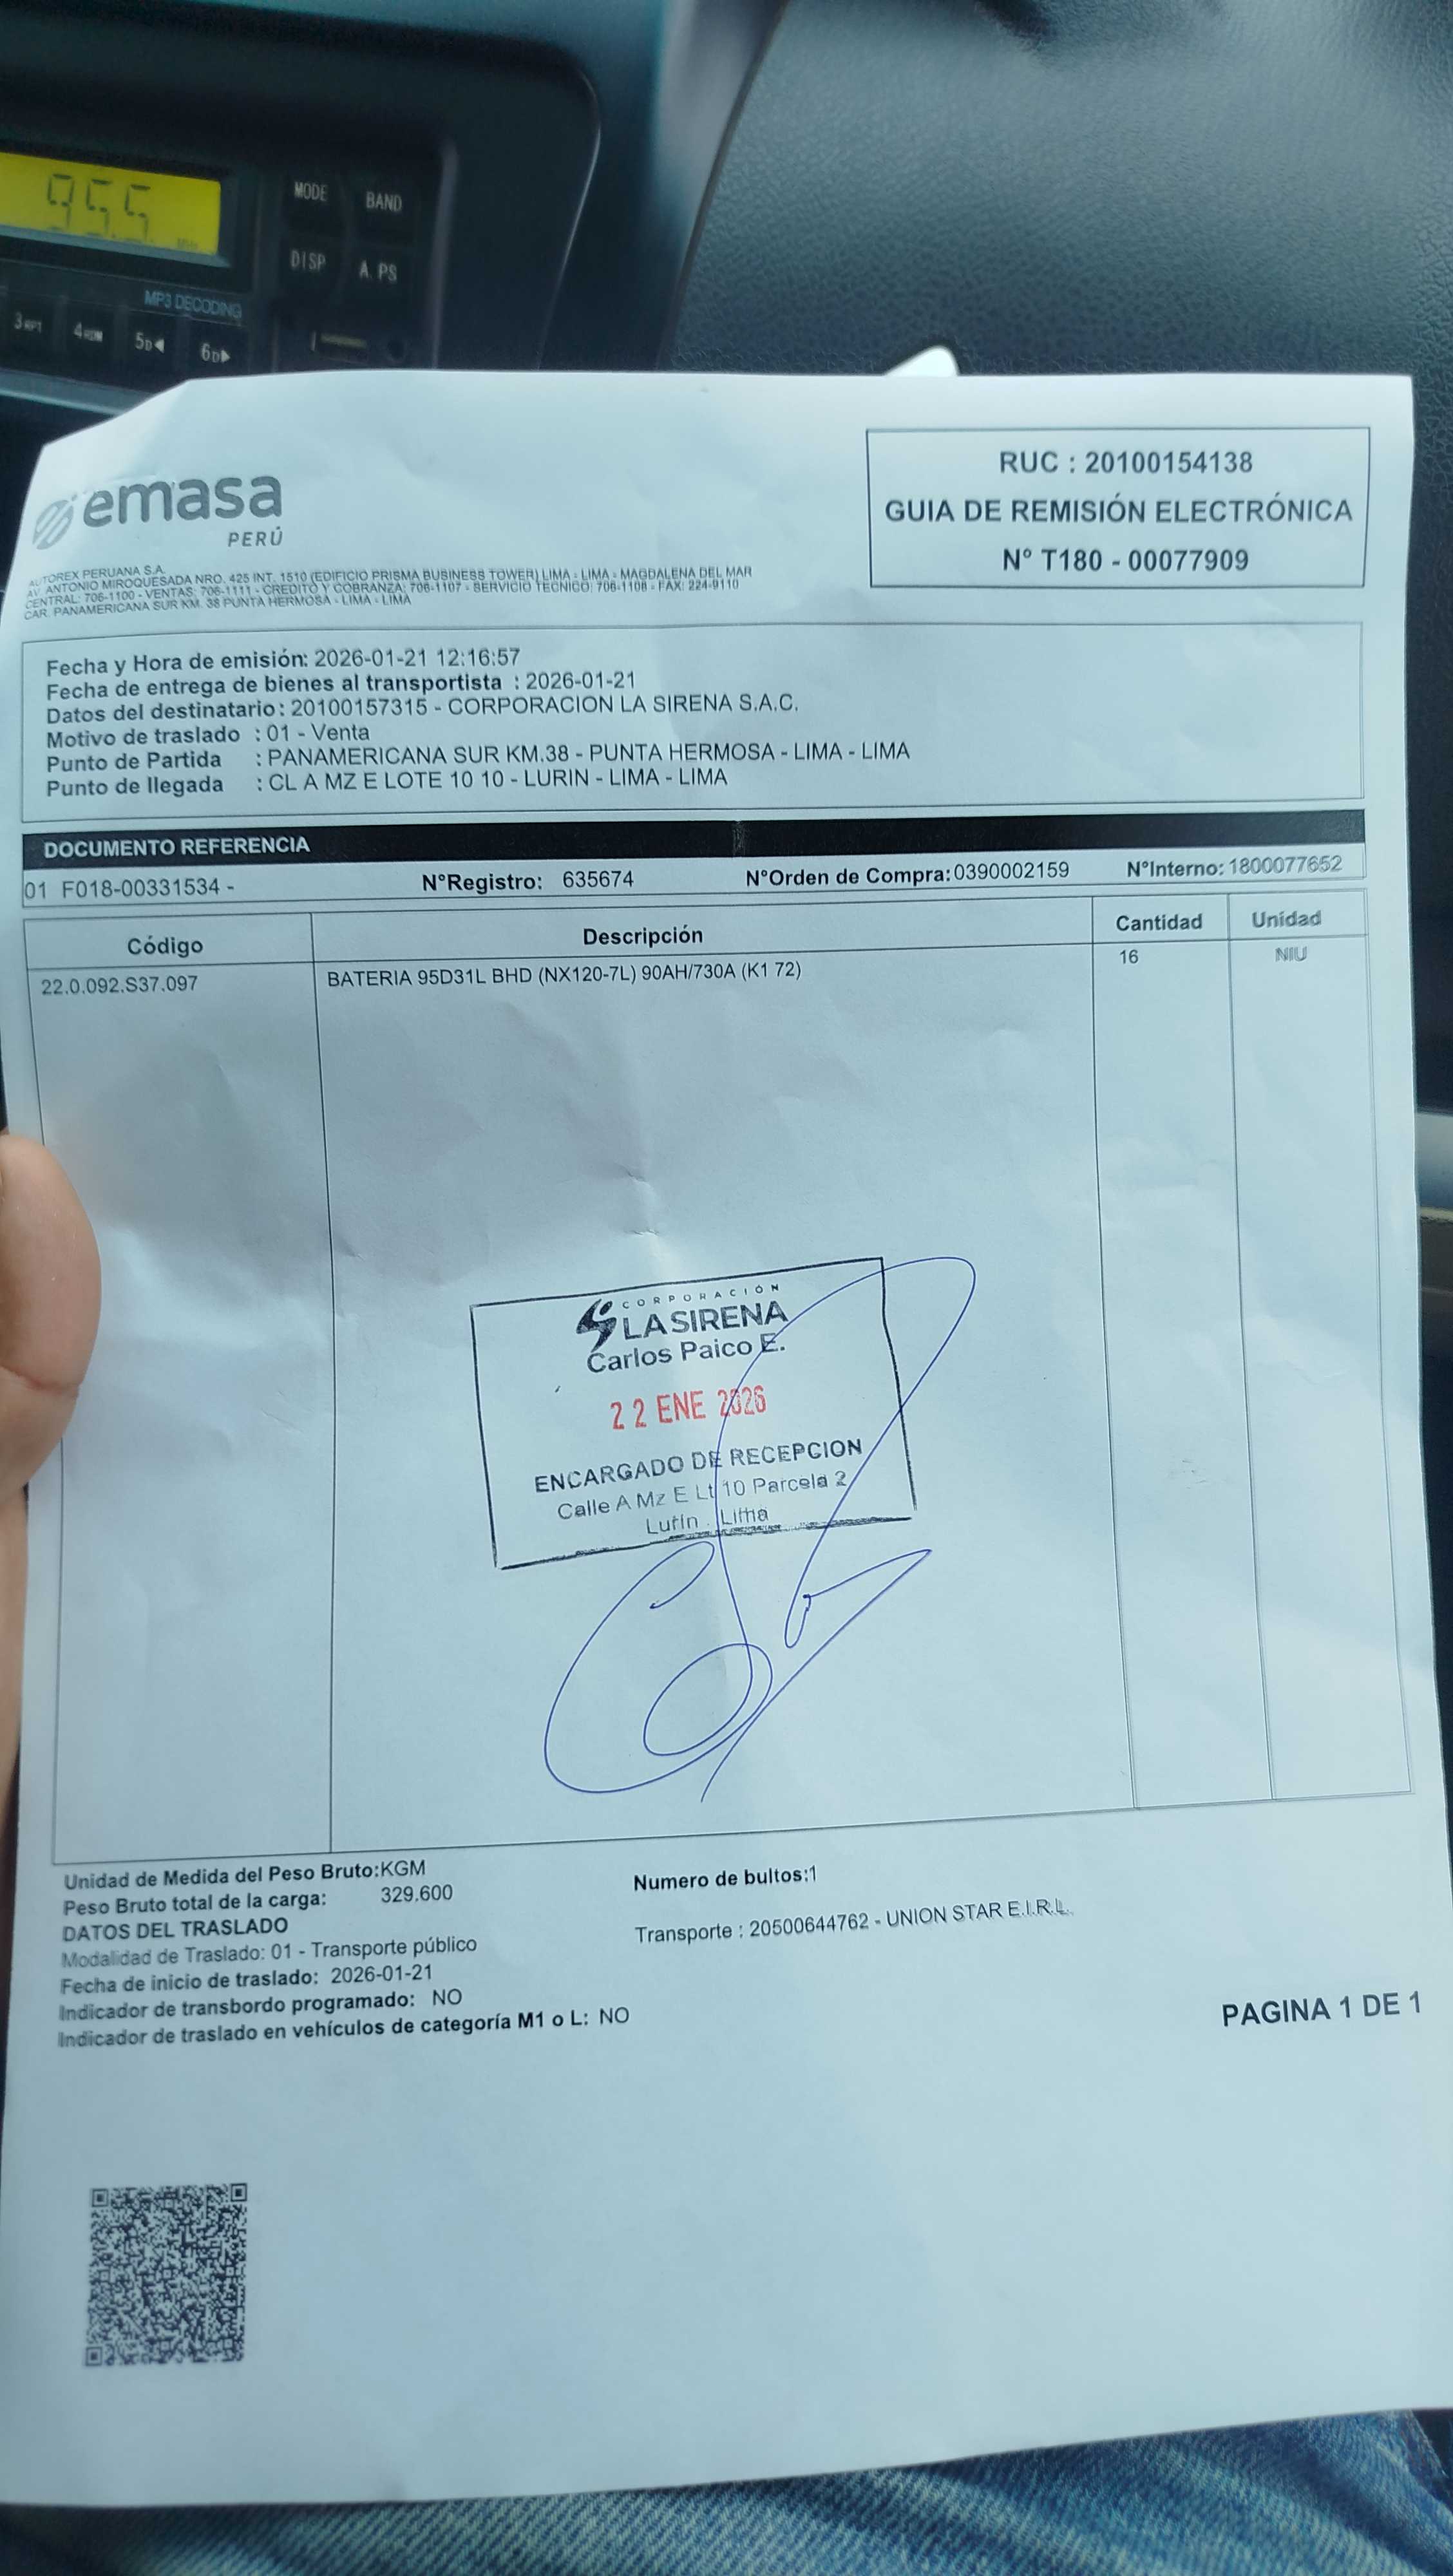 95.5
MODE BAND
DISP A.PS
MP3 DECODING
3RPT 4RDM 5D◀ 6D▶
emasa
PERÚ
AUTOREX PERUANA S.A.
AV. ANTONIO MIROQUESADA NRO. 425 INT. 1510 (EDIFICIO PRISMA BUSINESS TOWER) LIMA - LIMA - MAGDALENA DEL MAR
CENTRAL: 706-1100 - VENTAS: 706-1111 - CREDITO Y COBRANZA: 706-1107 - SERVICIO TECNICO: 706-1108 - FAX: 224-9110
CAR. PANAMERICANA SUR KM. 38 PUNTA HERMOSA - LIMA - LIMA
RUC : 20100154138
GUIA DE REMISIÓN ELECTRÓNICA
N° T180 - 00077909
Fecha y Hora de emisión: 2026-01-21 12:16:57
Fecha de entrega de bienes al transportista : 2026-01-21
Datos del destinatario : 20100157315 - CORPORACION LA SIRENA S.A.C.
Motivo de traslado : 01 - Venta
Punto de Partida : PANAMERICANA SUR KM.38 - PUNTA HERMOSA - LIMA - LIMA
Punto de llegada : CL A MZ E LOTE 10 10 - LURIN - LIMA - LIMA
DOCUMENTO REFERENCIA
01 F018-00331534 - N°Registro: 635674 N°Orden de Compra:0390002159 N°Interno: 1800077652
Código Descripción Cantidad Unidad
22.0.092.S37.097 BATERIA 95D31L BHD (NX120-7L) 90AH/730A (K1 72) 16 NIU
CORPORACIÓN
LA SIRENA
Carlos Paico E.
22 ENE 2026
ENCARGADO DE RECEPCION
Calle A Mz E Lt 10 Parcela 2
Lurín . Lima
Unidad de Medida del Peso Bruto:KGM
Peso Bruto total de la carga: 329.600
Numero de bultos:1
DATOS DEL TRASLADO
Modalidad de Traslado: 01 - Transporte público
Transporte : 20500644762 - UNION STAR E.I.R.L.
Fecha de inicio de traslado: 2026-01-21
Indicador de transbordo programado: NO
Indicador de traslado en vehículos de categoría M1 o L: NO
PAGINA 1 DE 1